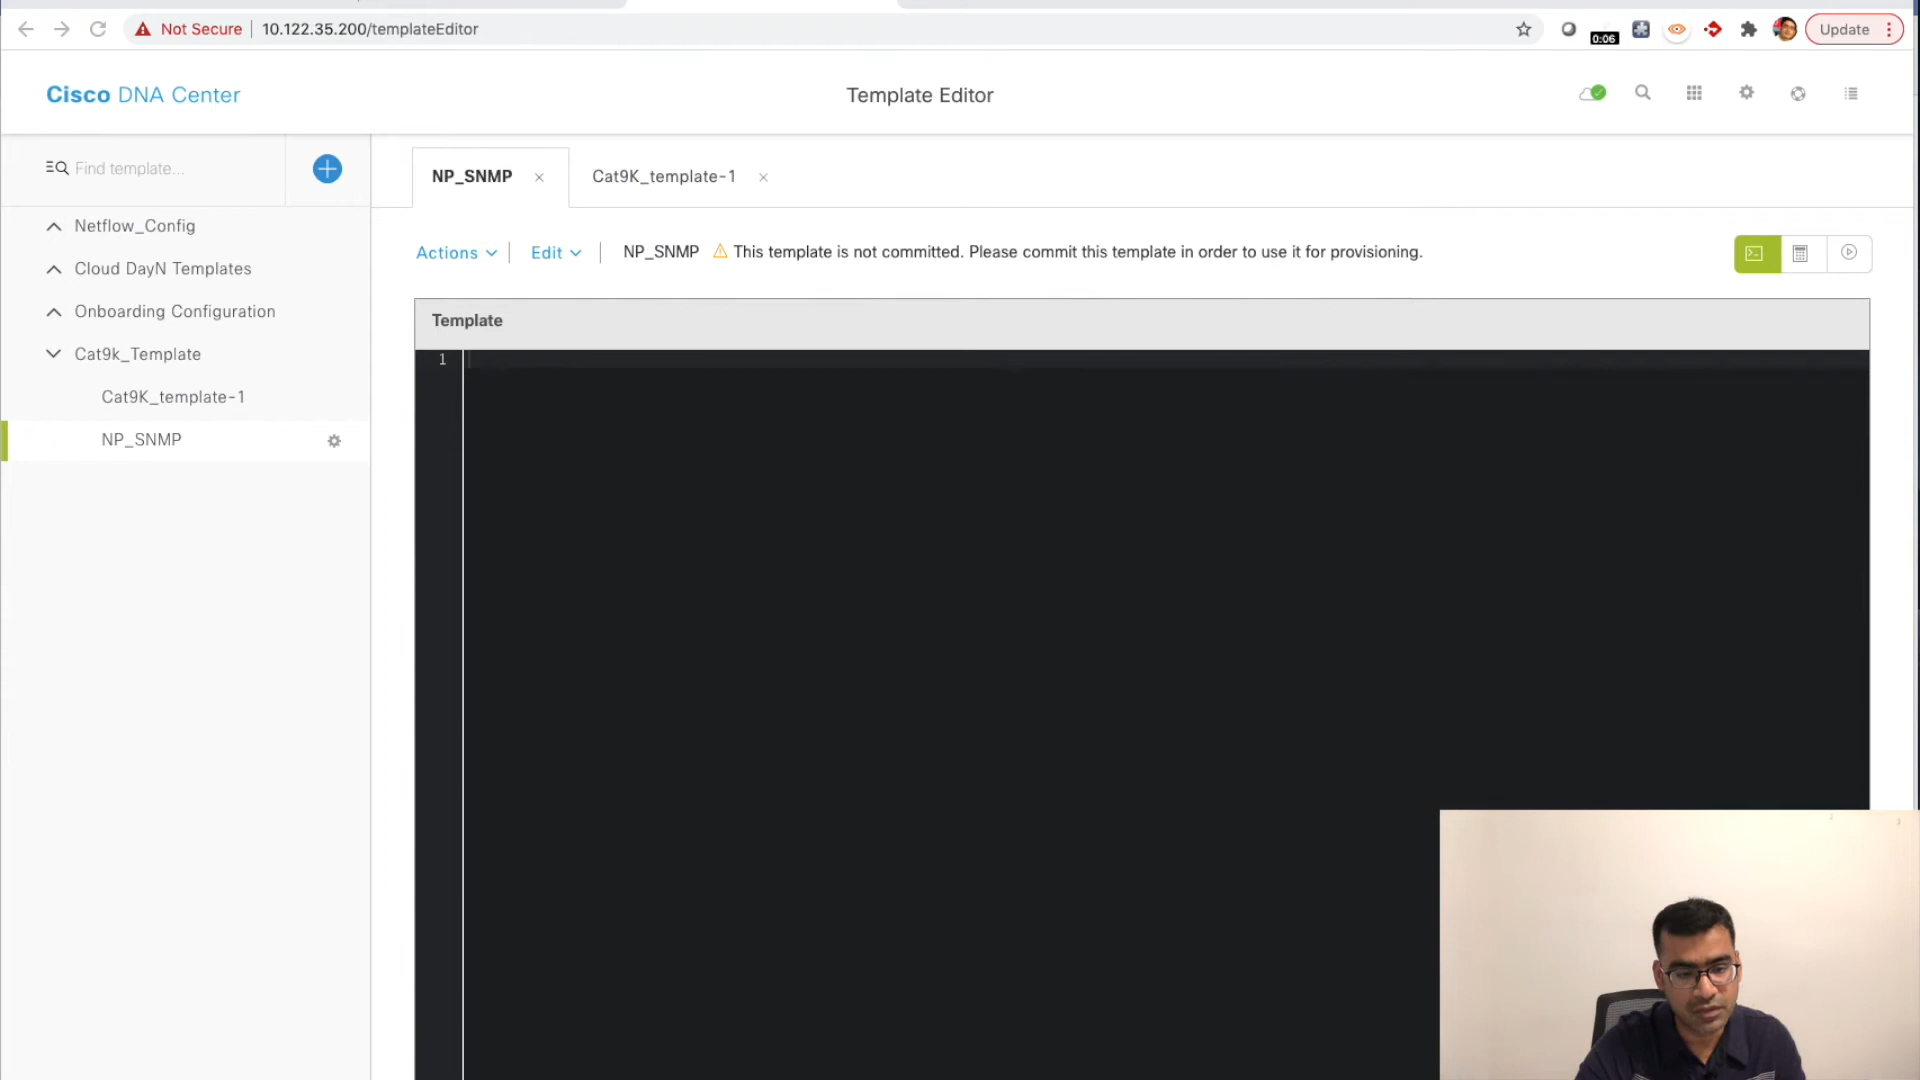 Not Secure
10.122.35.200/templateEditor
0:06
Update
Cisco DNA Center
Template Editor
Find template...
Netflow_Config
Cloud DayN Templates
Onboarding Configuration
Cat9k_Template
Cat9K_template-1
NP_SNMP
NP_SNMP
Cat9K_template-1
Actions
Edit
NP_SNMP
This template is not committed. Please commit this template in order to use it for provisioning.
Template
1